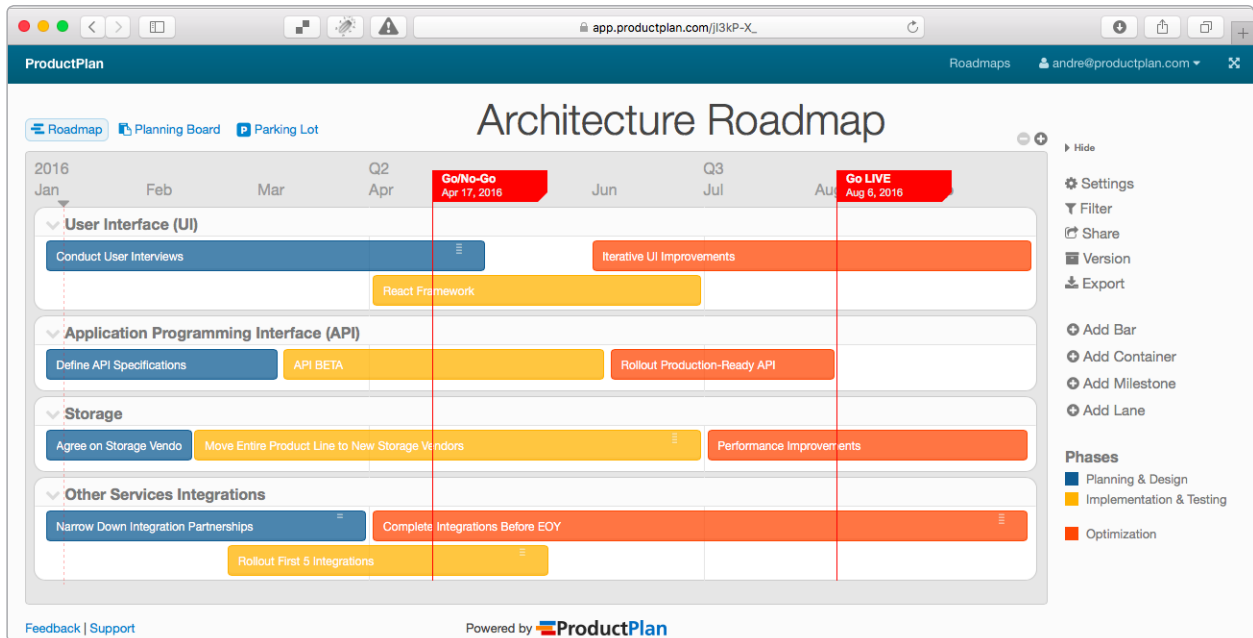 app.productplan.com/jl3kP-X_
ProductPlan
Roadmaps
andre@productplan.com
Roadmap
Planning Board
Parking Lot
Architecture Roadmap
Hide
2016
Q2
Q3
Jan
Feb
Mar
Apr
Jun
Jul
Go/No-Go
Apr 17, 2016
Go LIVE
Aug 6, 2016
User Interface (UI)
Conduct User Interviews
Iterative UI Improvements
React Framework
Application Programming Interface (API)
Define API Specifications
API BETA
Rollout Production-Ready API
Storage
Agree on Storage Vendo
Move Entire Product Line to New Storage Vendors
Performance Improvements
Other Services Integrations
Narrow Down Integration Partnerships
Complete Integrations Before EOY
Rollout First 5 Integrations
Settings
Filter
Share
Version
Export
Add Bar
Add Container
Add Milestone
Add Lane
Phases
Planning & Design
Implementation & Testing
Optimization
Feedback | Support
Powered by ProductPlan